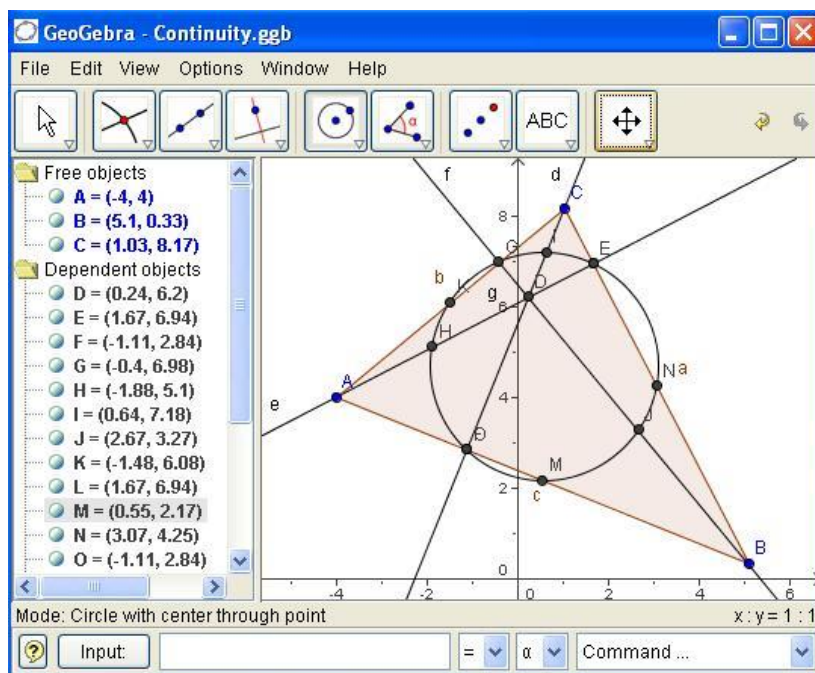 GeoGebra - Continuity.ggb
File Edit View Options Window Help
ABC
α
Free objects
A = (-4, 4)
B = (5.1, 0.33)
C = (1.03, 8.17)
Dependent objects
D = (0.24, 6.2)
E = (1.67, 6.94)
F = (-1.11, 2.84)
G = (-0.4, 6.98)
H = (-1.88, 5.1)
I = (0.64, 7.18)
J = (2.67, 3.27)
K = (-1.48, 6.08)
L = (1.67, 6.94)
M = (0.55, 2.17)
N = (3.07, 4.25)
O = (-1.11, 2.84)
f d
C
8
G I E
b K g D
6
H
A
4
e
N a
J
M
2
c
B
0
-4 -2 0 2 4 6
Mode: Circle with center through point
x : y = 1 : 1
Input:
= α Command ...